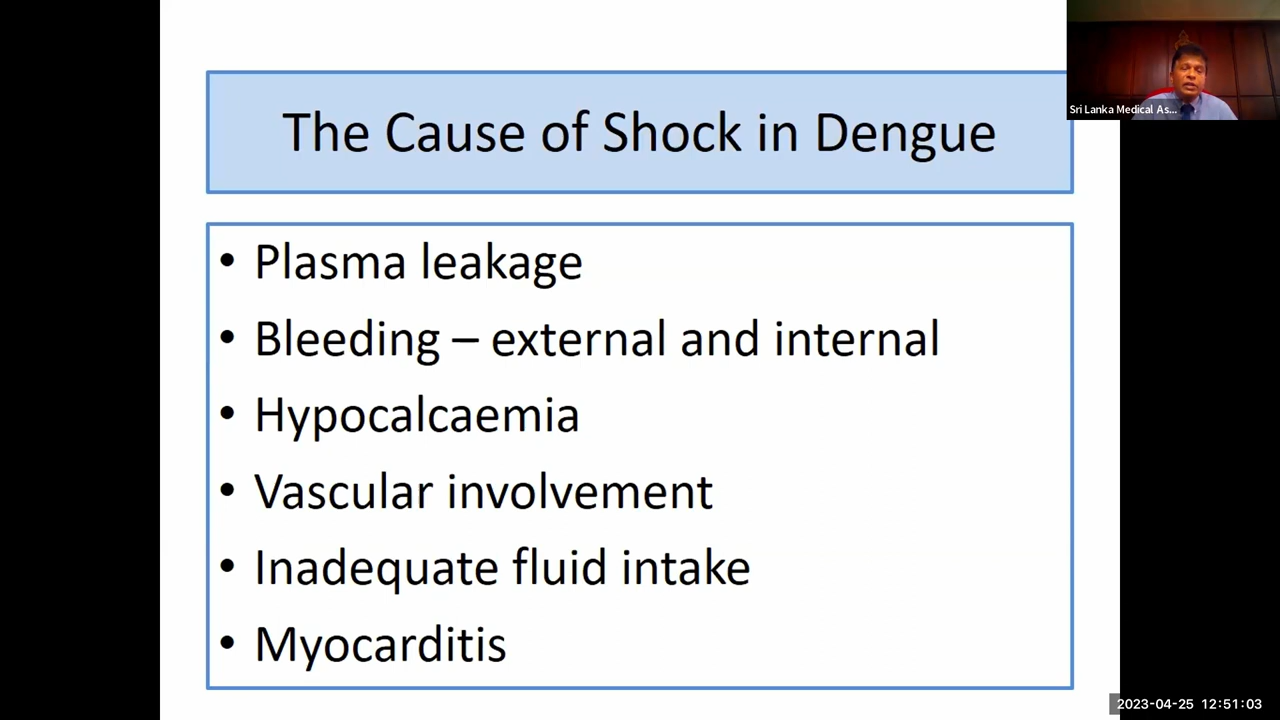 The Cause of Shock in Dengue
Sri Lanka Medical As...
• Plasma leakage
• Bleeding – external and internal
• Hypocalcaemia
• Vascular involvement
• Inadequate fluid intake
• Myocarditis
2023-04-25 12:51:03